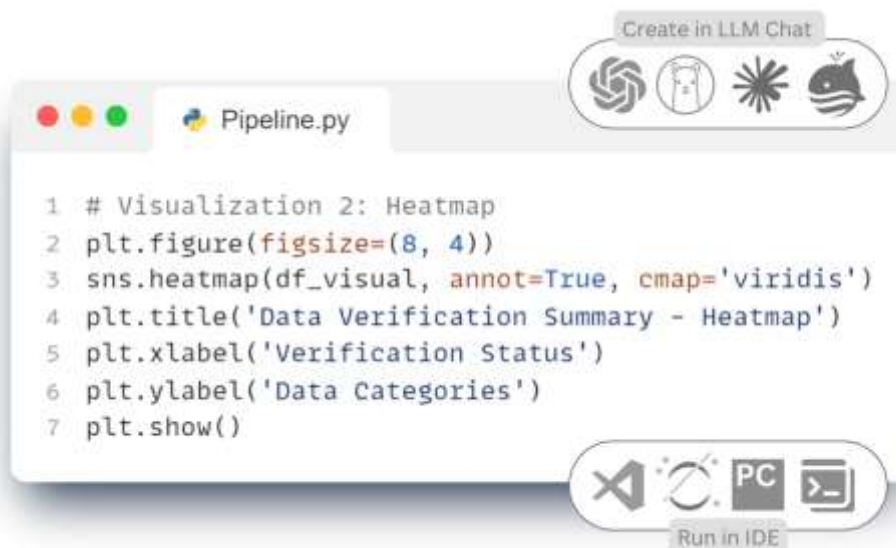 Create in LLM Chat
Pipeline.py
1 # Visualization 2: Heatmap
2 plt.figure(figsize=(8, 4))
3 sns.heatmap(df_visual, annot=True, cmap='viridis')
4 plt.title('Data Verification Summary - Heatmap')
5 plt.xlabel('Verification Status')
6 plt.ylabel('Data Categories')
7 plt.show()
PC
Run in IDE